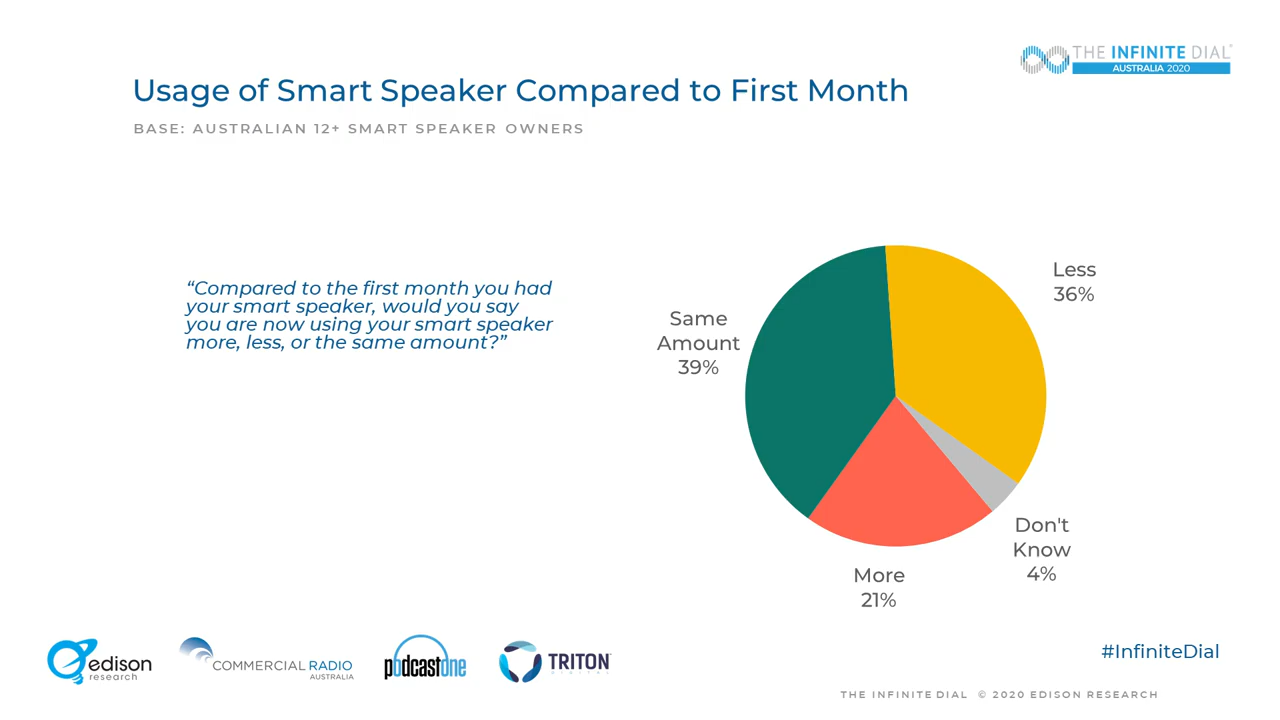 THE INFINITE DIAL®
AUSTRALIA 2020
Usage of Smart Speaker Compared to First Month
BASE: AUSTRALIAN 12+ SMART SPEAKER OWNERS
“Compared to the first month you had
your smart speaker, would you say
you are now using your smart speaker
more, less, or the same amount?”
Less
36%
Same
Amount
39%
Don't
Know
4%
More
21%
edison
research
COMMERCIAL RADIO
AUSTRALIA
podcastone
TRITON
DIGITAL
#InfiniteDial
THE INFINITE DIAL © 2020 EDISON RESEARCH